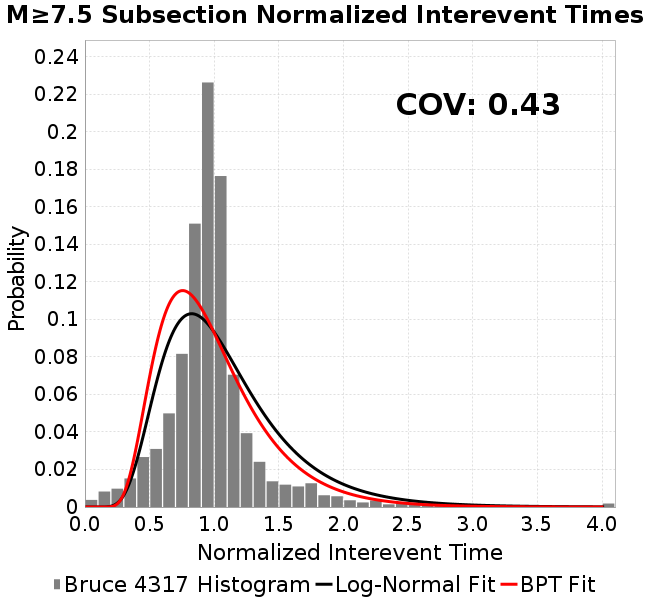 M≥7.5 Subsection Normalized Interevent Times
COV: 0.43
Probability
0.24
0.22
0.2
0.18
0.16
0.14
0.12
0.1
0.08
0.06
0.04
0.02
0
0.0 0.5 1.0 1.5 2.0 2.5 3.0 3.5 4.0
Normalized Interevent Time
Bruce 4317 Histogram Log-Normal Fit BPT Fit